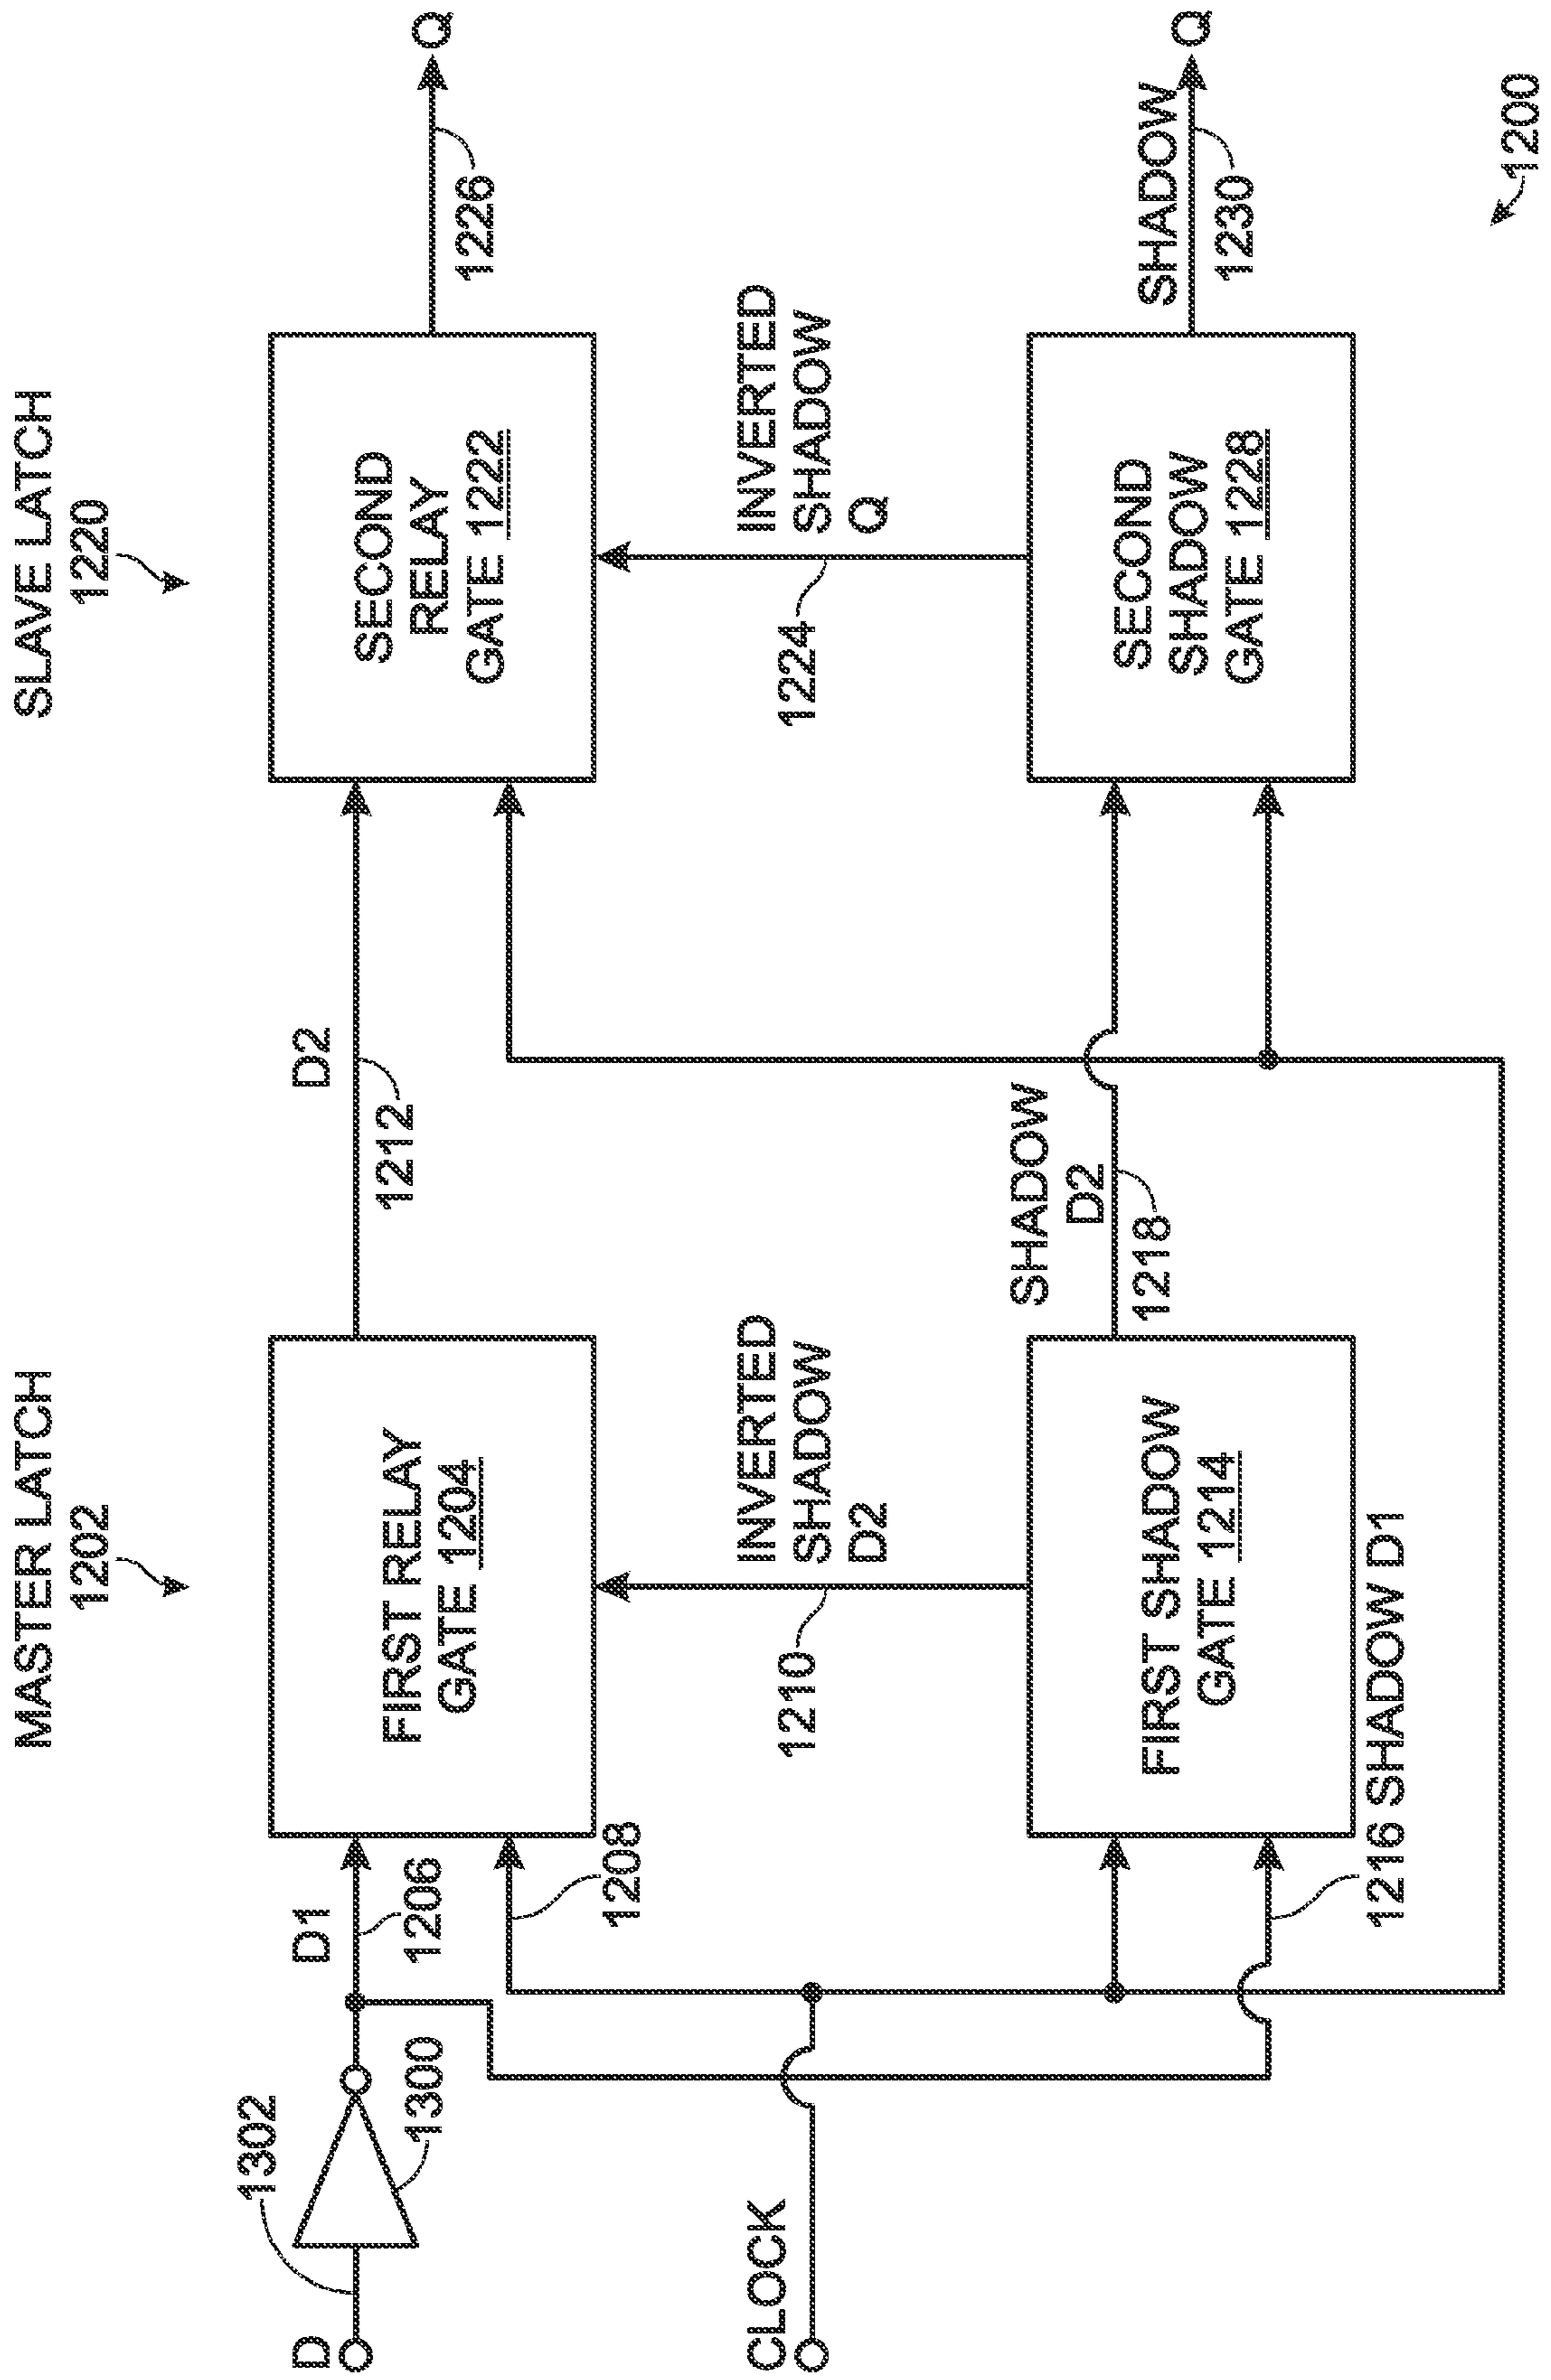 MASTER LATCH
1202
SLAVE LATCH
1220
D
1302
1300
D1
1206
1208
FIRST RELAY
GATE 1204
D2
1212
SECOND
RELAY
GATE 1222
Q
1226
CLOCK
1210
INVERTED
SHADOW
D2
1224
INVERTED
SHADOW
Q
FIRST SHADOW
GATE 1214
1216 SHADOW D1
SHADOW
D2
1218
SECOND
SHADOW
GATE 1228
SHADOW
Q
1230
1200